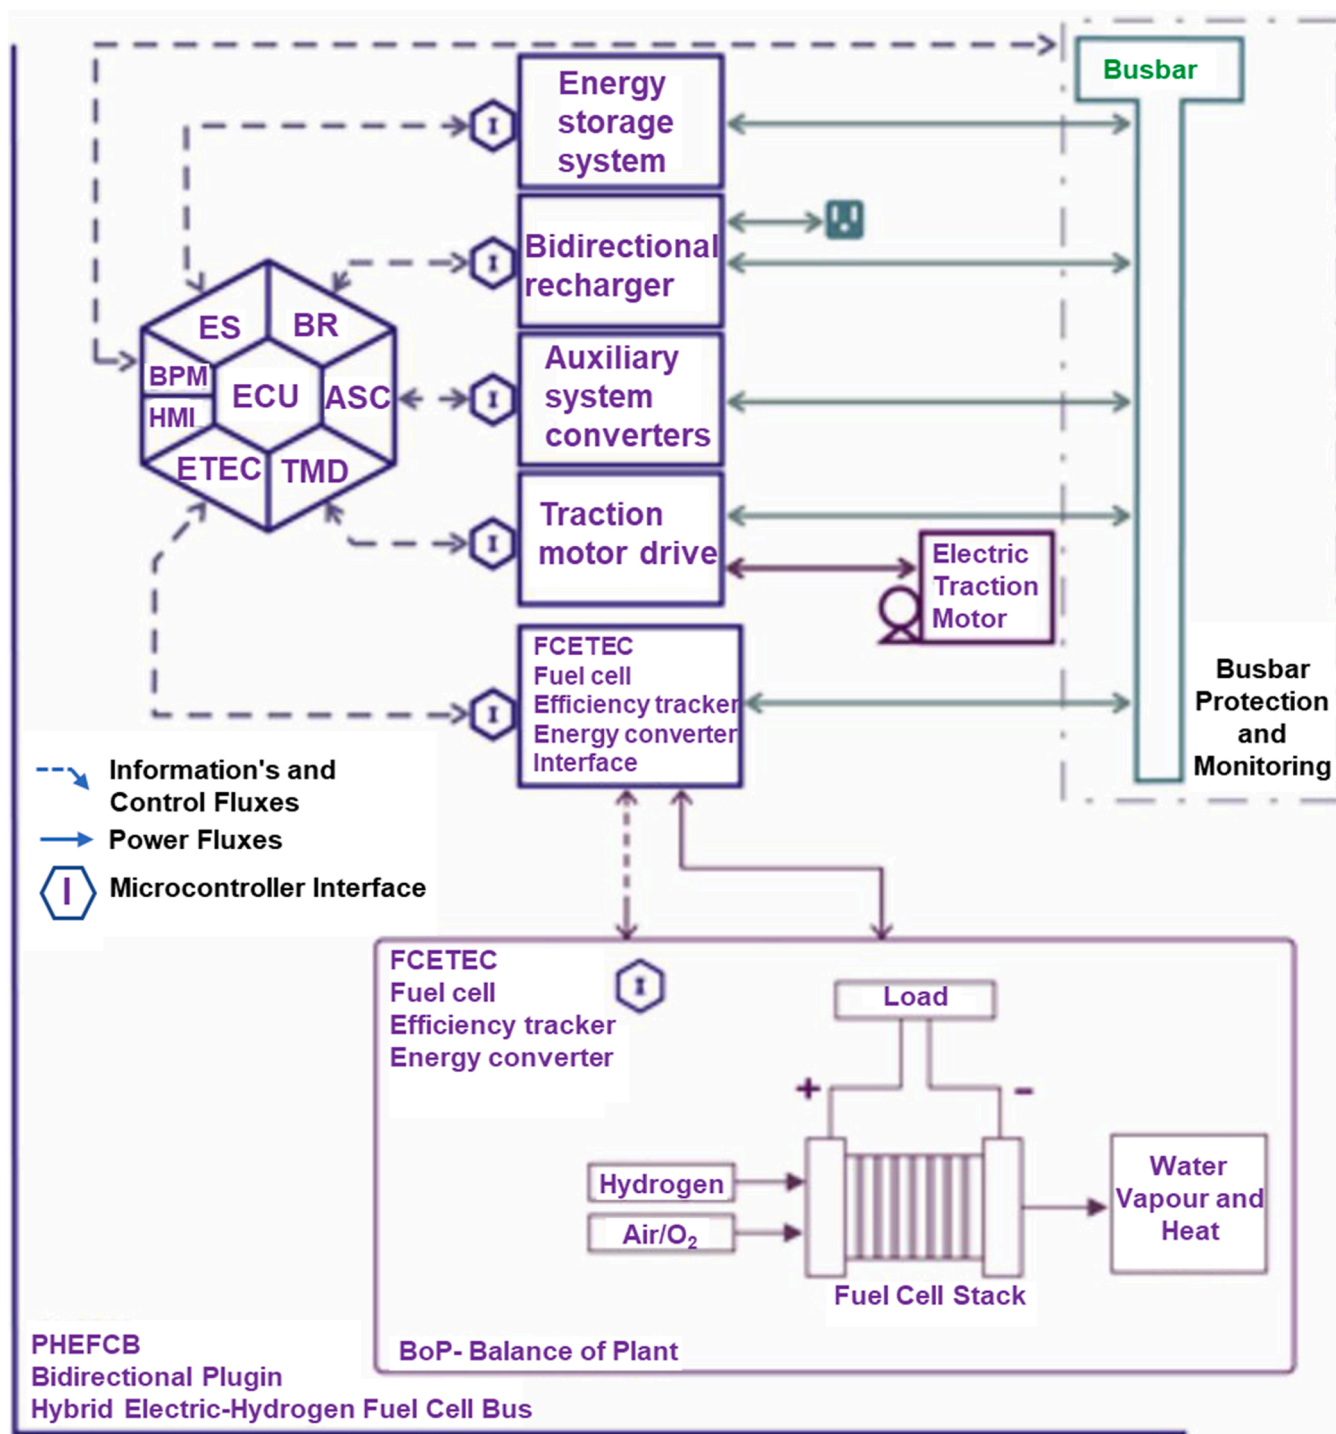 Busbar
Energy
storage
system
I
Bidirectional
recharger
I
Auxiliary
system
converters
I
Traction
motor drive
I
Electric
Traction
Motor
ES
BR
BPM
ECU
ASC
HMI
ETEC
TMD
FCETEC
Fuel cell
Efficiency tracker
Energy converter
Interface
I
Busbar
Protection
and
Monitoring
Information's and
Control Fluxes
Power Fluxes
I
Microcontroller Interface
FCETEC
Fuel cell
Efficiency tracker
Energy converter
I
Load
+
-
Hydrogen
Air/O₂
Water
Vapour and
Heat
Fuel Cell Stack
BoP- Balance of Plant
PHEFCB
Bidirectional Plugin
Hybrid Electric-Hydrogen Fuel Cell Bus